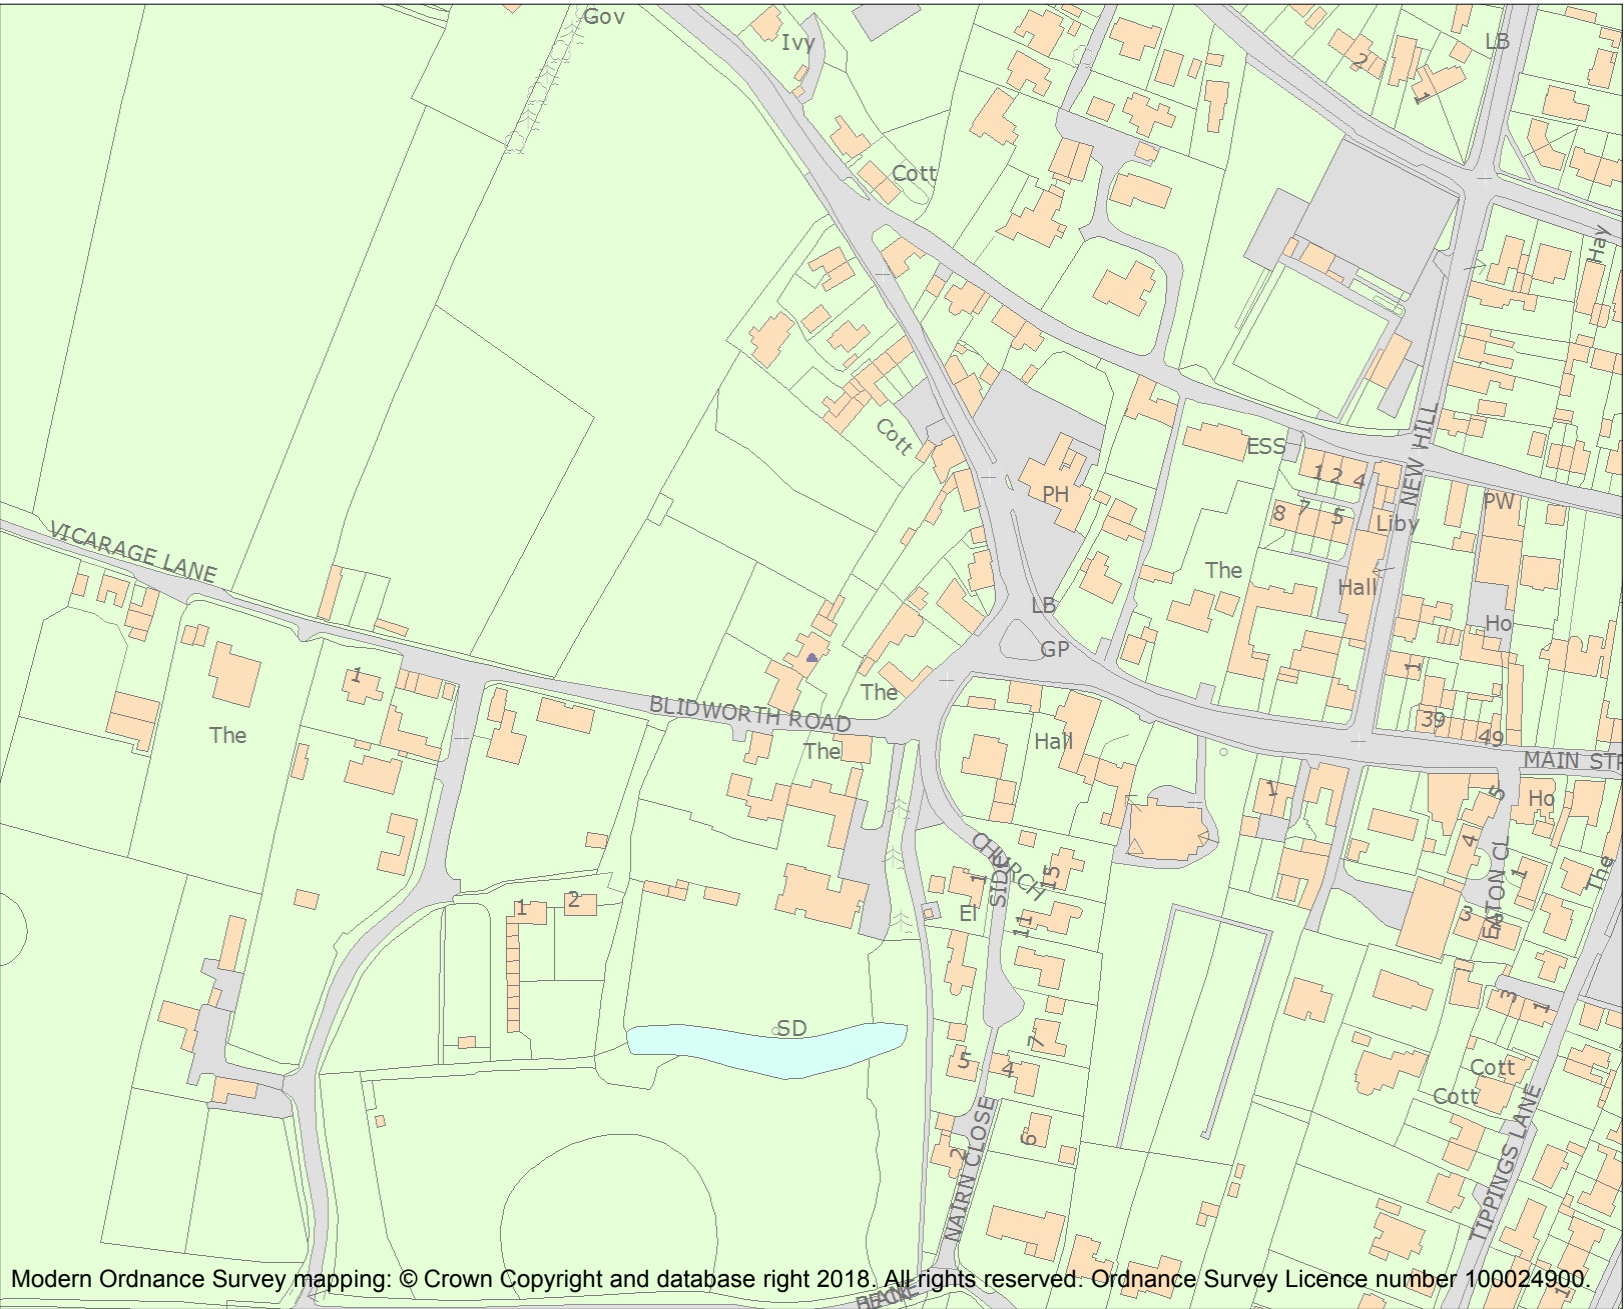 Gov
Ivy
LB
2
1
Cott
Hay
Cott
ESS
NEW HILL
PH
1 2 4
8 7 5
PW
Liby
VICARAGE LANE
The
Hall
LB
Ho
GP
1
1
The
BLIDWORTH ROAD
39
49
The
The
Hall
MAIN STR
1
5
Ho
CHURCH
SIDE
4
EATON CL
1
The
1
15
1
2
El
11
3
3
1
SD
7
5
4
Cott
Cott
NAIRN CLOSE
6
2
TIPPINGS LANE
1
Modern Ordnance Survey mapping: © Crown Copyright and database right 2018. All rights reserved. Ordnance Survey Licence number 100024900.